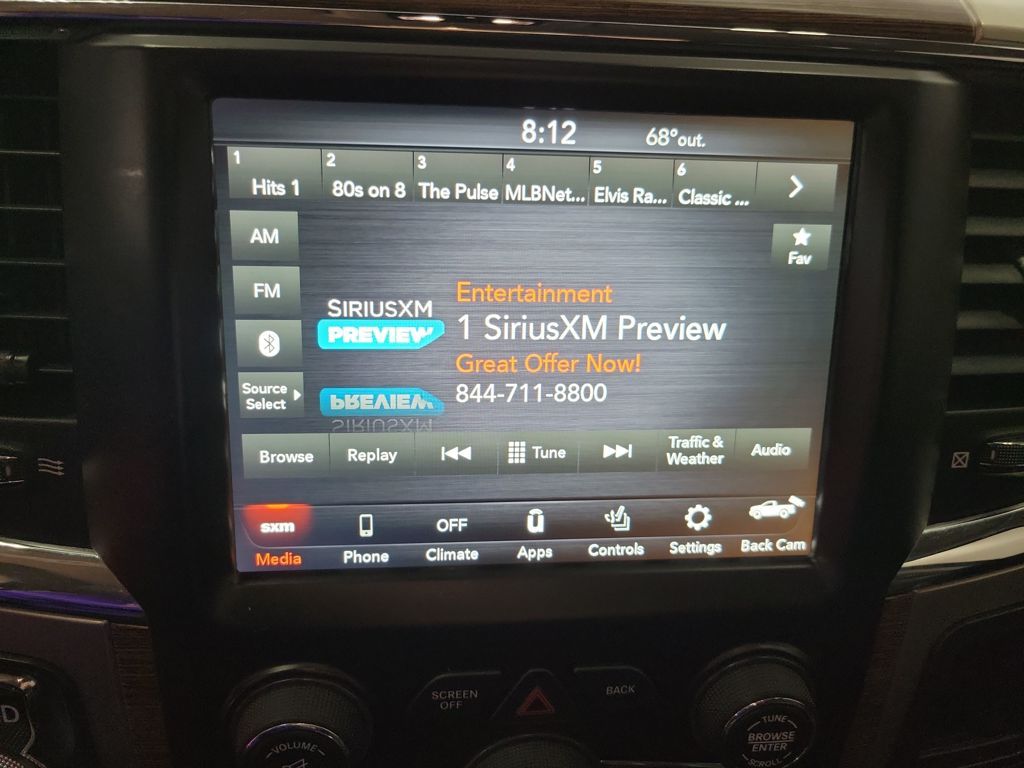 8:12
68°out.
1 2 3 4 5 6
Hits 1 80s on 8 The Pulse MLBNet... Elvis Ra... Classic ...
AM
Fav
FM
SIRIUSXM
PREVIEW
Entertainment
1 SiriusXM Preview
Great Offer Now!
844-711-8800
Source
Select
PREVIEW
SIRIUSXM
Browse Replay Tune Traffic &
Weather Audio
sxm OFF
Media Phone Climate Apps Controls Settings Back Cam
SCREEN
OFF
BACK
VOLUME
TUNE
BROWSE
ENTER
SCROLL